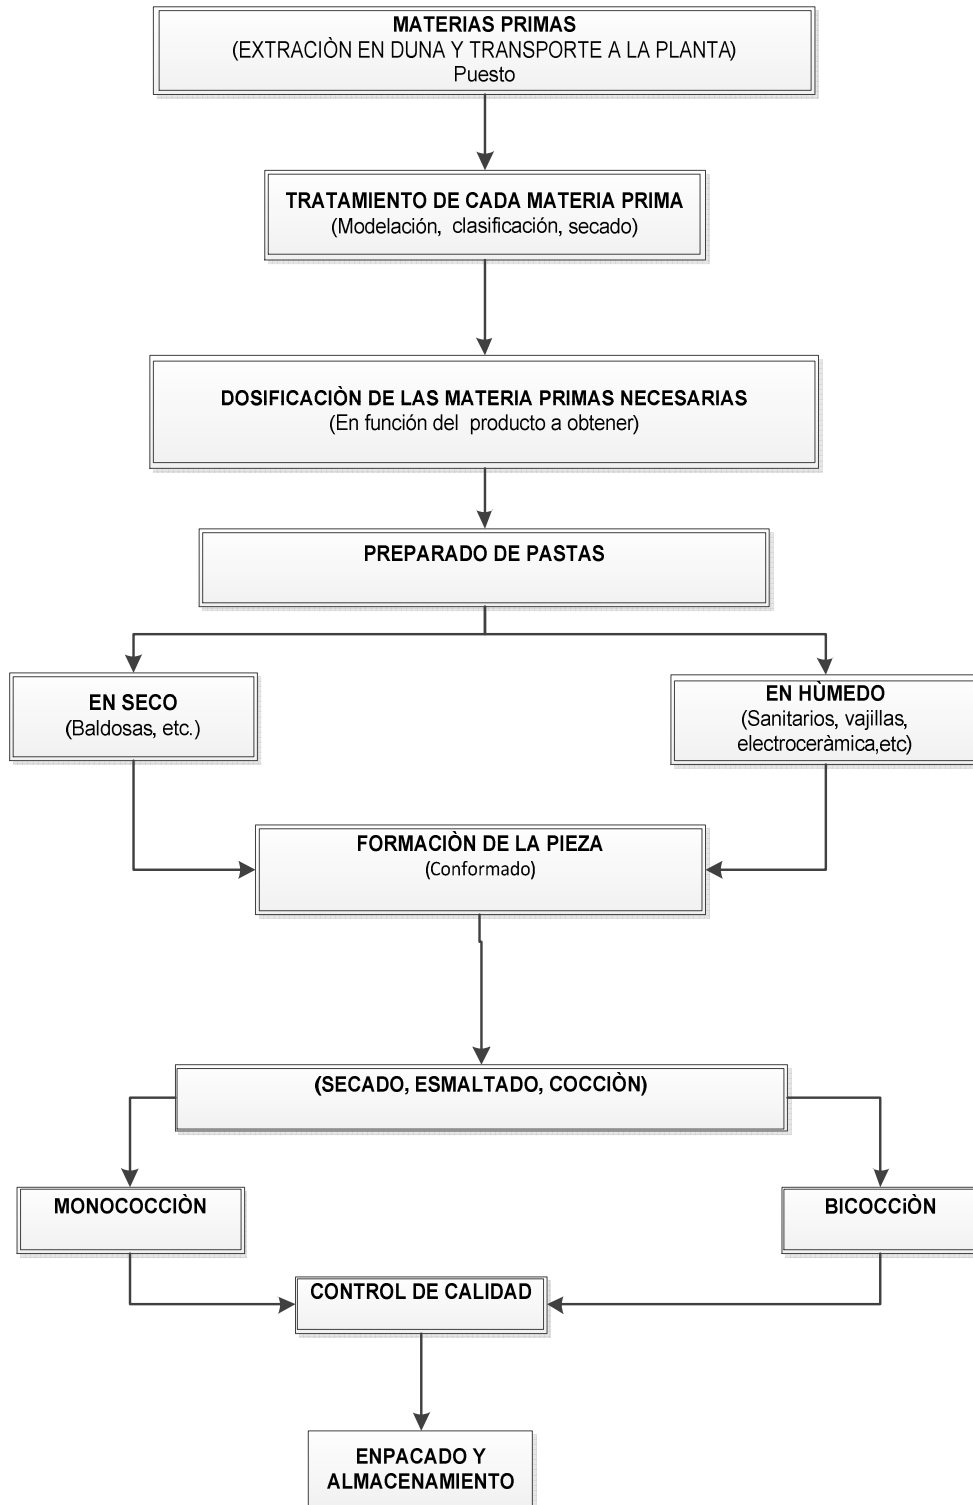 MATERIAS PRIMAS
(EXTRACIÒN EN DUNA Y TRANSPORTE A LA PLANTA)
Puesto
TRATAMIENTO DE CADA MATERIA PRIMA
(Modelación, clasificación, secado)
DOSIFICACIÒN DE LAS MATERIA PRIMAS NECESARIAS
(En función del producto a obtener)
PREPARADO DE PASTAS
EN SECO
(Baldosas, etc.)
EN HÙMEDO
(Sanitarios, vajillas,
electroceràmica,etc)
FORMACIÒN DE LA PIEZA
(Conformado)
(SECADO, ESMALTADO, COCCIÒN)
MONOCOCCIÒN
BICOCCiÒN
CONTROL DE CALIDAD
ENPACADO Y
ALMACENAMIENTO